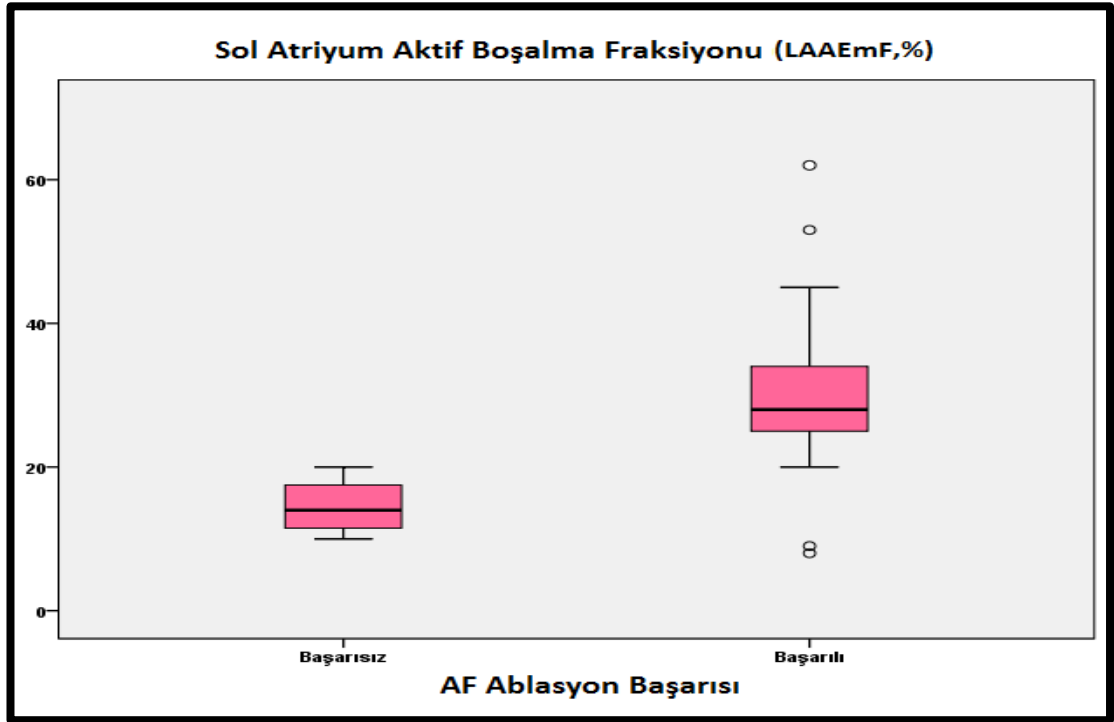 Sol Atriyum Aktif Boşalma Fraksiyonu (LAAEmF,%)
60
40
20
0
Başarısız Başarılı
AF Ablasyon Başarısı